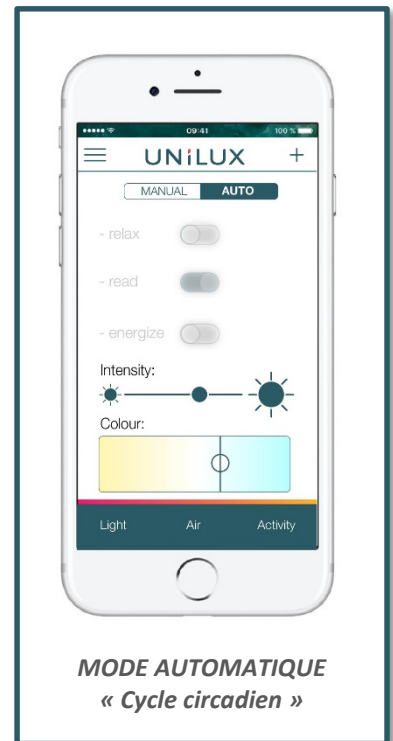 09:41 100 %
UNiLUX +
MANUAL AUTO
- relax
- read
- energize
Intensity:
Colour:
Light Air Activity
MODE AUTOMATIQUE
« Cycle circadien »